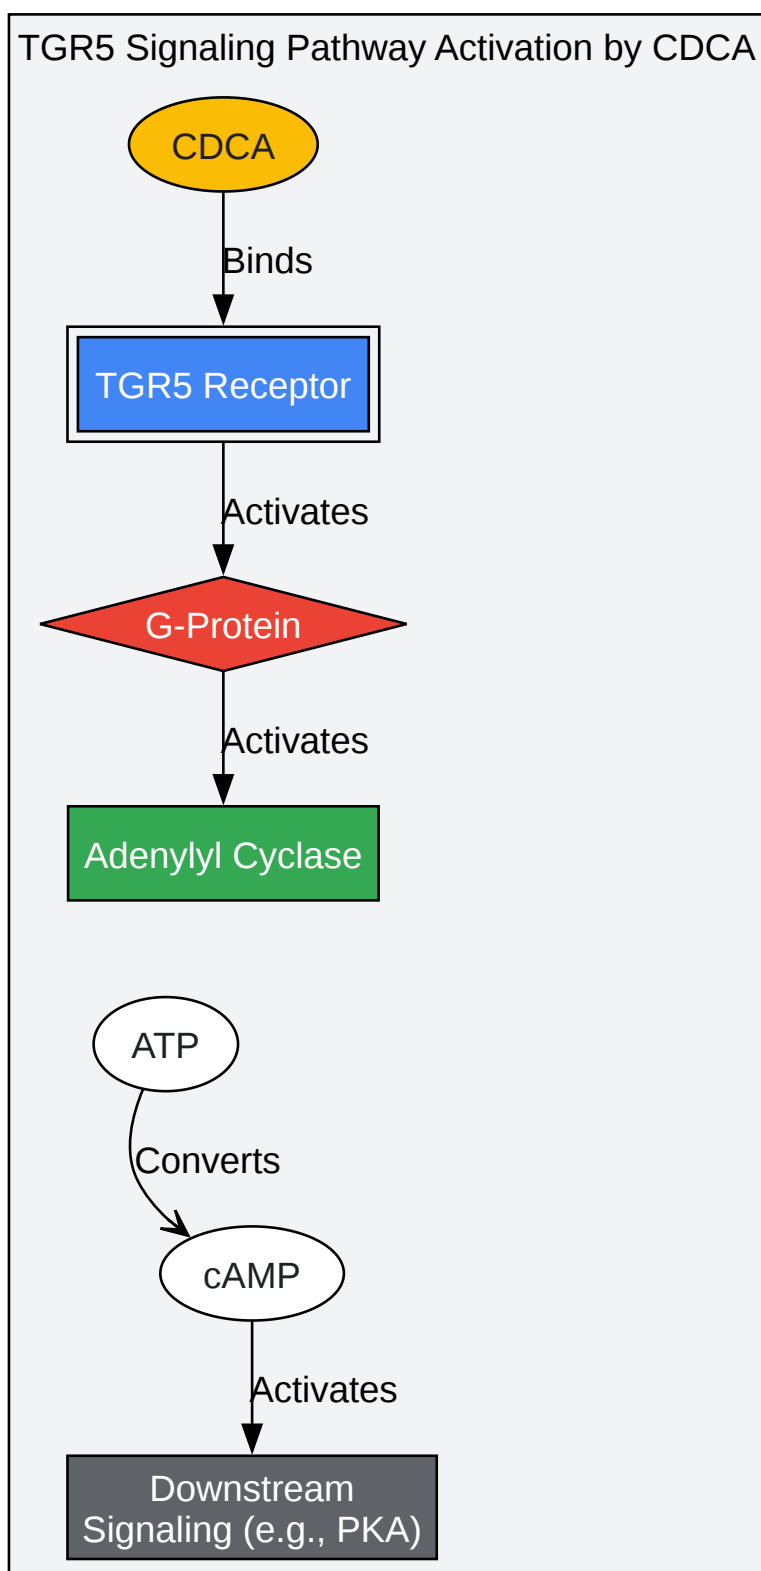 TGR5 Signaling Pathway Activation by CDCA
CDCA
Binds
TGR5 Receptor
Activates
G-Protein
Activates
Adenylyl Cyclase
ATP
Converts
cAMP
Activates
Downstream
Signaling (e.g., PKA)